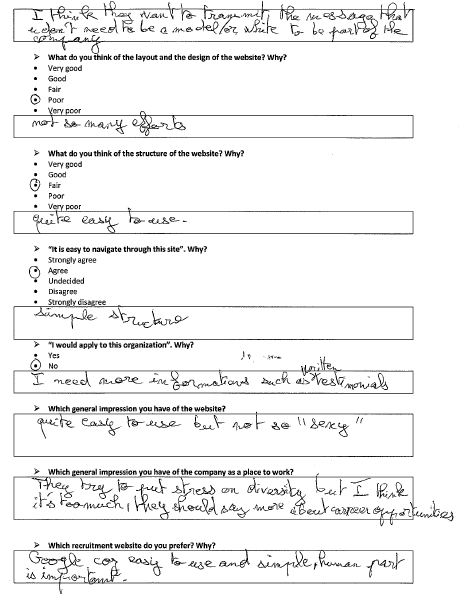 I think they want to transmit the message that
u don't need to be a model/or white to be part of the
company
➢ What do you think of the layout and the design of the website? Why?
• Very good
• Good
• Fair
• Poor
• Very poor
not so many efforts
➢ What do you think of the structure of the website? Why?
• Very good
• Good
• Fair
• Poor
• Very poor
quite easy to use.
➢ "It is easy to navigate through this site". Why?
• Strongly agree
• Agree
• Undecided
• Disagree
• Strongly disagree
simple structure
➢ "I would apply to this organization". Why?
• Yes
• No
written
I need more informations such as testimonials
➢ Which general impression you have of the website?
quite easy to use but not so "sexy"
➢ Which general impression you have of the company as a place to work?
They try to put stress on diversity but I think
it's too much, they should say more about carreer opportunities
➢ Which recruitment website do you prefer? Why?
Google coz easy to use and simple, human part
is important.